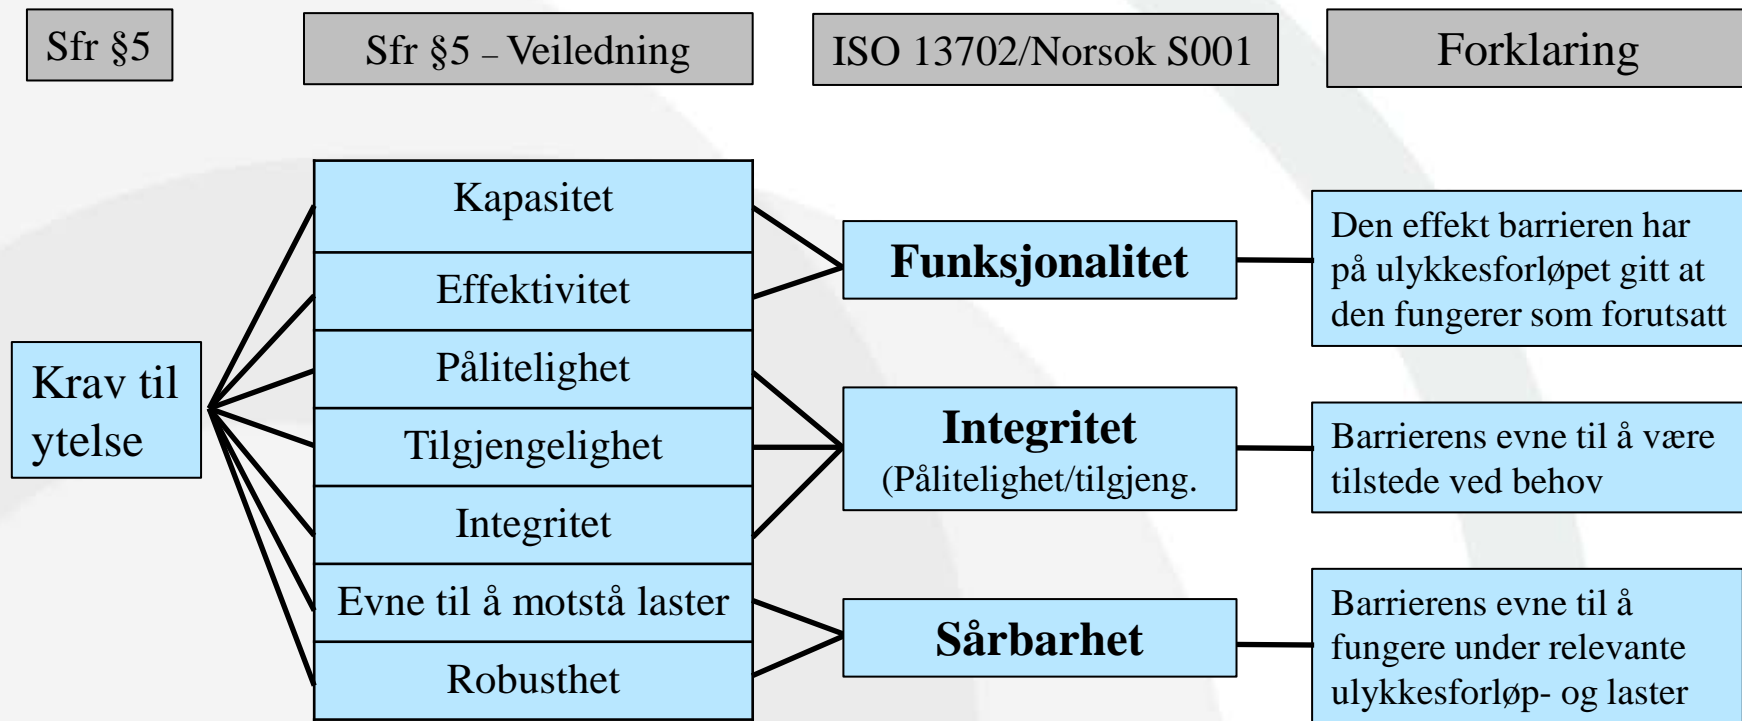 Sfr §5
Sfr §5 – Veiledning
ISO 13702/Norsok S001
Forklaring
Krav til
ytelse
Kapasitet
Effektivitet
Pålitelighet
Tilgjengelighet
Integritet
Evne til å motstå laster
Robusthet
Funksjonalitet
Integritet
(Pålitelighet/tilgjeng.
Sårbarhet
Den effekt barrieren har
på ulykkesforløpet gitt at
den fungerer som forutsatt
Barrierens evne til å være
tilstede ved behov
Barrierens evne til å
fungere under relevante
ulykkesforløp- og laster